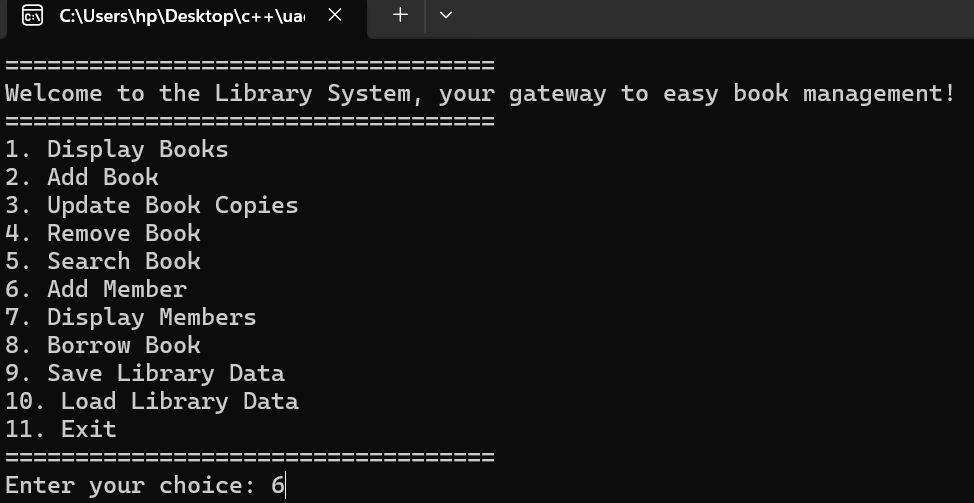 C:\Users\hp\Desktop\c++\ua
===================================
Welcome to the Library System, your gateway to easy book management!
===================================
1. Display Books
2. Add Book
3. Update Book Copies
4. Remove Book
5. Search Book
6. Add Member
7. Display Members
8. Borrow Book
9. Save Library Data
10. Load Library Data
11. Exit
===================================
Enter your choice: 6